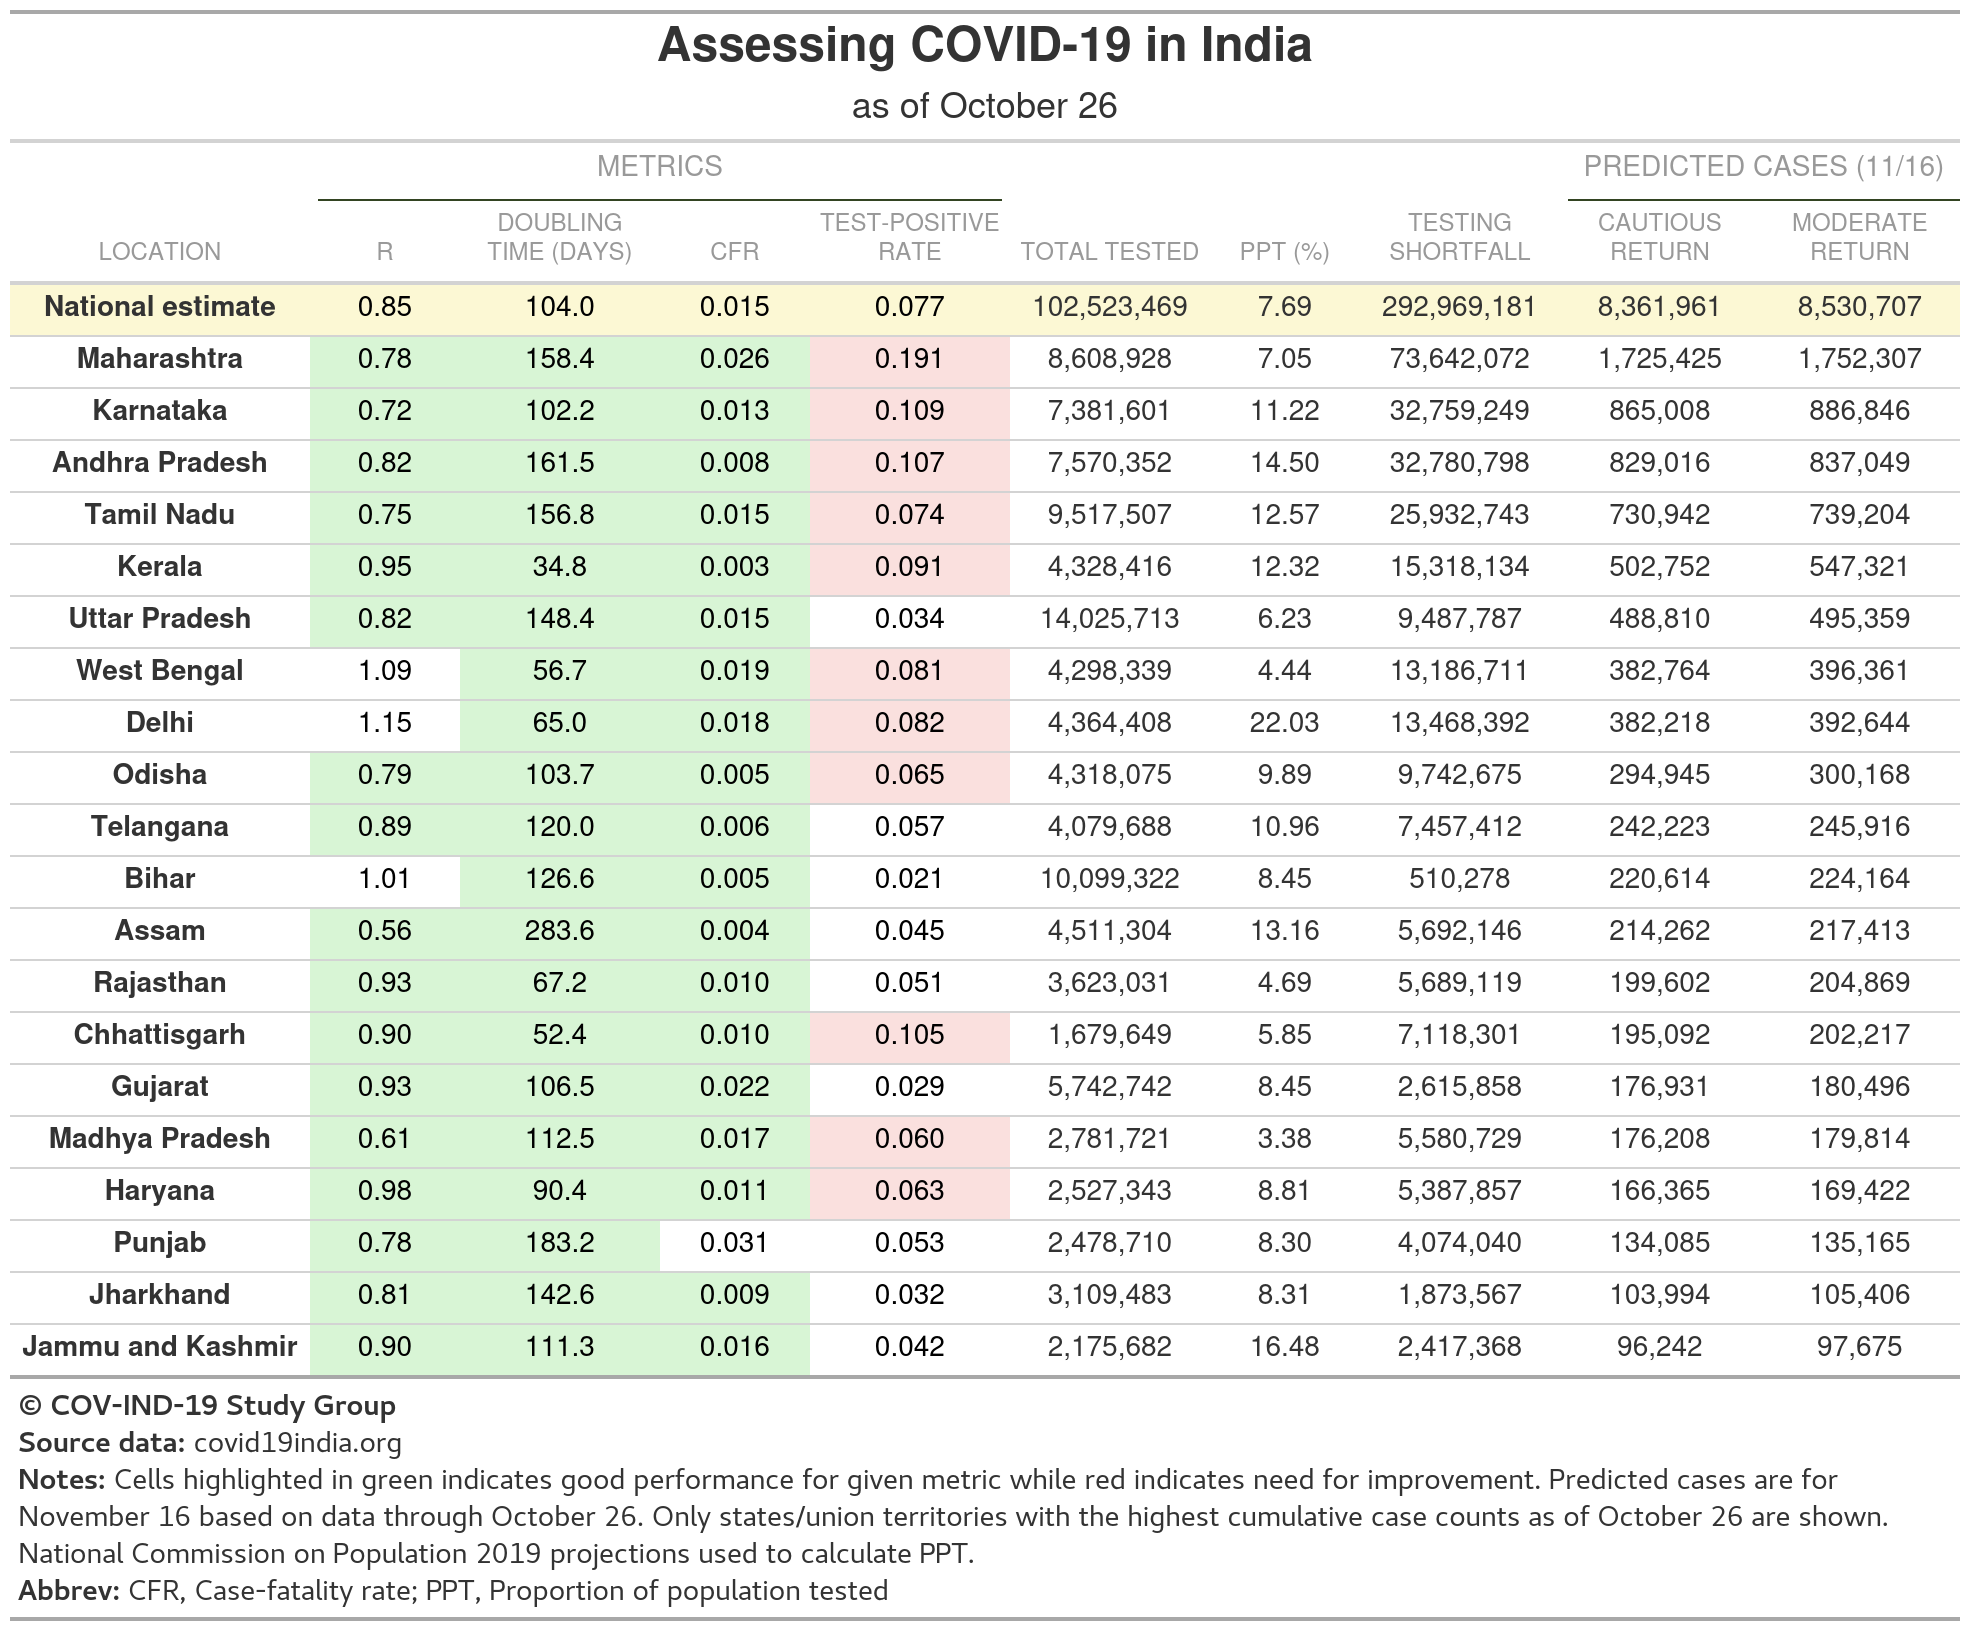 Assessing COVID-19 in India
as of October 26
METRICS PREDICTED CASES (11/16)
LOCATION R DOUBLING TIME (DAYS) CFR TEST-POSITIVE RATE TOTAL TESTED PPT (%) TESTING SHORTFALL CAUTIOUS RETURN MODERATE RETURN
National estimate 0.85 104.0 0.015 0.077 102,523,469 7.69 292,969,181 8,361,961 8,530,707
Maharashtra 0.78 158.4 0.026 0.191 8,608,928 7.05 73,642,072 1,725,425 1,752,307
Karnataka 0.72 102.2 0.013 0.109 7,381,601 11.22 32,759,249 865,008 886,846
Andhra Pradesh 0.82 161.5 0.008 0.107 7,570,352 14.50 32,780,798 829,016 837,049
Tamil Nadu 0.75 156.8 0.015 0.074 9,517,507 12.57 25,932,743 730,942 739,204
Kerala 0.95 34.8 0.003 0.091 4,328,416 12.32 15,318,134 502,752 547,321
Uttar Pradesh 0.82 148.4 0.015 0.034 14,025,713 6.23 9,487,787 488,810 495,359
West Bengal 1.09 56.7 0.019 0.081 4,298,339 4.44 13,186,711 382,764 396,361
Delhi 1.15 65.0 0.018 0.082 4,364,408 22.03 13,468,392 382,218 392,644
Odisha 0.79 103.7 0.005 0.065 4,318,075 9.89 9,742,675 294,945 300,168
Telangana 0.89 120.0 0.006 0.057 4,079,688 10.96 7,457,412 242,223 245,916
Bihar 1.01 126.6 0.005 0.021 10,099,322 8.45 510,278 220,614 224,164
Assam 0.56 283.6 0.004 0.045 4,511,304 13.16 5,692,146 214,262 217,413
Rajasthan 0.93 67.2 0.010 0.051 3,623,031 4.69 5,689,119 199,602 204,869
Chhattisgarh 0.90 52.4 0.010 0.105 1,679,649 5.85 7,118,301 195,092 202,217
Gujarat 0.93 106.5 0.022 0.029 5,742,742 8.45 2,615,858 176,931 180,496
Madhya Pradesh 0.61 112.5 0.017 0.060 2,781,721 3.38 5,580,729 176,208 179,814
Haryana 0.98 90.4 0.011 0.063 2,527,343 8.81 5,387,857 166,365 169,422
Punjab 0.78 183.2 0.031 0.053 2,478,710 8.30 4,074,040 134,085 135,165
Jharkhand 0.81 142.6 0.009 0.032 3,109,483 8.31 1,873,567 103,994 105,406
Jammu and Kashmir 0.90 111.3 0.016 0.042 2,175,682 16.48 2,417,368 96,242 97,675
© COV-IND-19 Study Group
Source data: covid19india.org
Notes: Cells highlighted in green indicates good performance for given metric while red indicates need for improvement. Predicted cases are for
November 16 based on data through October 26. Only states/union territories with the highest cumulative case counts as of October 26 are shown.
National Commission on Population 2019 projections used to calculate PPT.
Abbrev: CFR, Case-fatality rate; PPT, Proportion of population tested